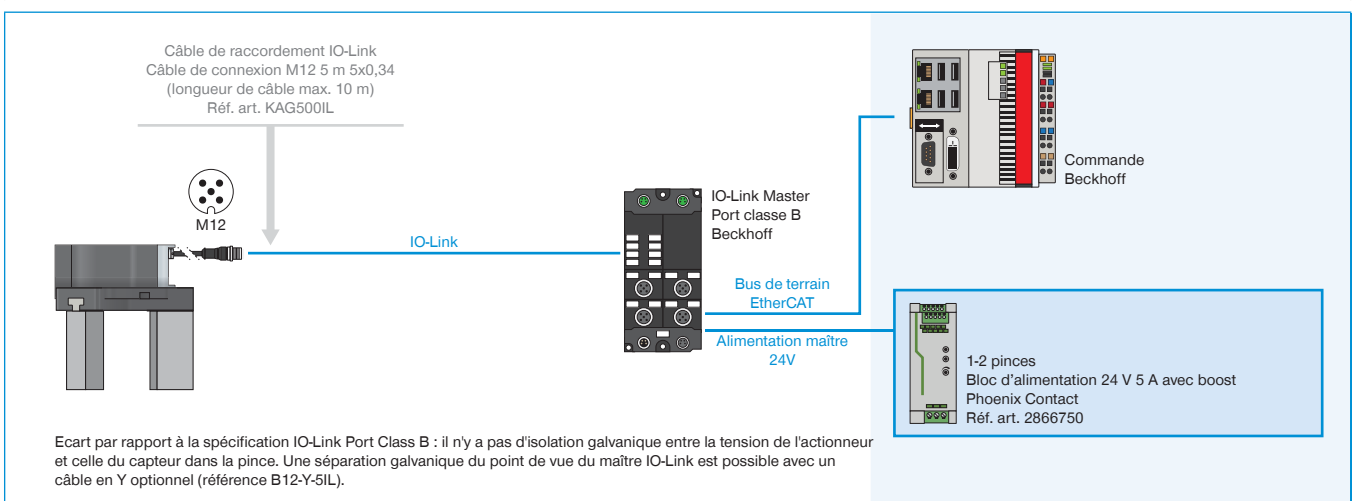 Câble de raccordement IO-Link
Câble de connexion M12 5 m 5x0,34
(longueur de câble max. 10 m)
Réf. art. KAG500IL
M12
IO-Link
IO-Link Master
Port classe B
Beckhoff
Bus de terrain
EtherCAT
Alimentation maître
24V
Commande
Beckhoff
1-2 pinces
Bloc d'alimentation 24 V 5 A avec boost
Phoenix Contact
Réf. art. 2866750
Ecart par rapport à la spécification IO-Link Port Class B : il n'y a pas d'isolation galvanique entre la tension de l'actionneur
et celle du capteur dans la pince. Une séparation galvanique du point de vue du maître IO-Link est possible avec un
câble en Y optionnel (référence B12-Y-5IL).